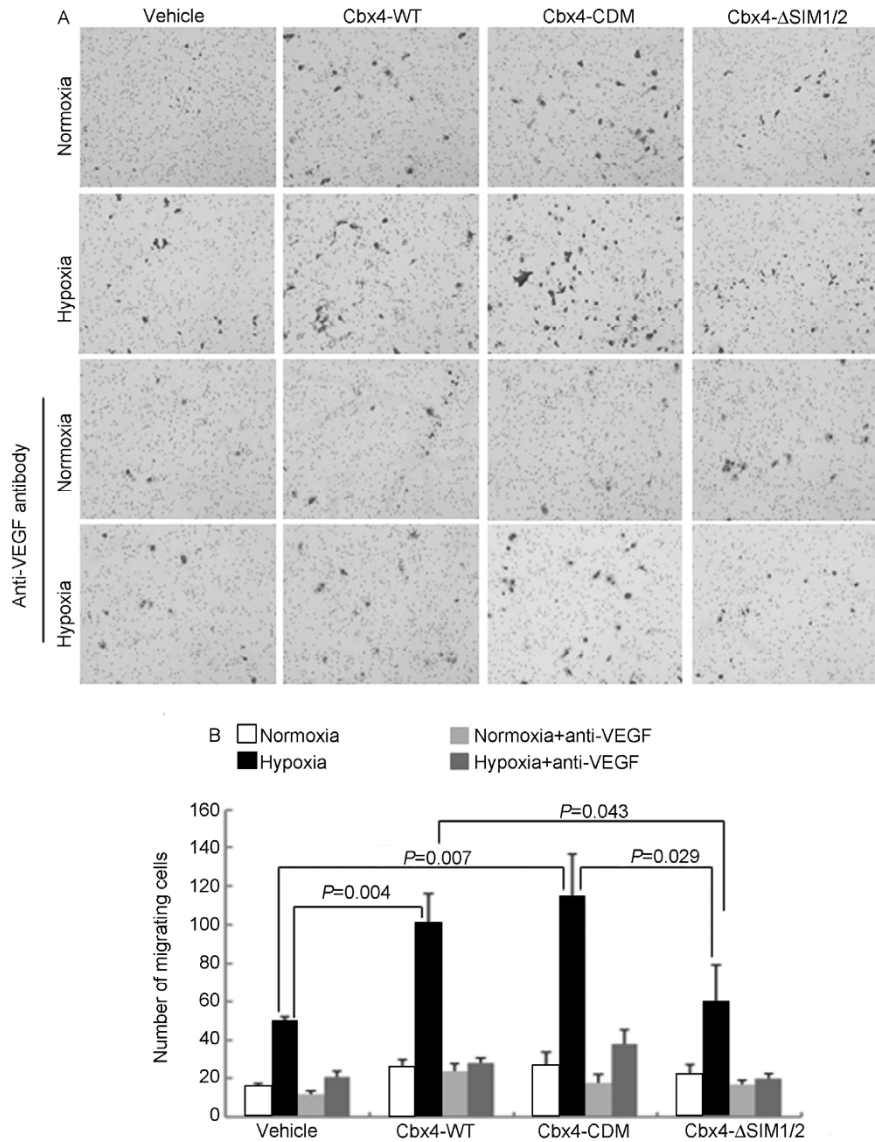 A
Vehicle Cbx4-WT Cbx4-CDM Cbx4-ΔSIM1/2
Normoxia
Hypoxia
Anti-VEGF antibody
Normoxia
Hypoxia
B
Normoxia Normoxia+anti-VEGF
Hypoxia Hypoxia+anti-VEGF
Number of migrating cells
160
140
120
100
80
60
40
20
0
P=0.043
P=0.007 P=0.029
P=0.004
Vehicle Cbx4-WT Cbx4-CDM Cbx4-ΔSIM1/2